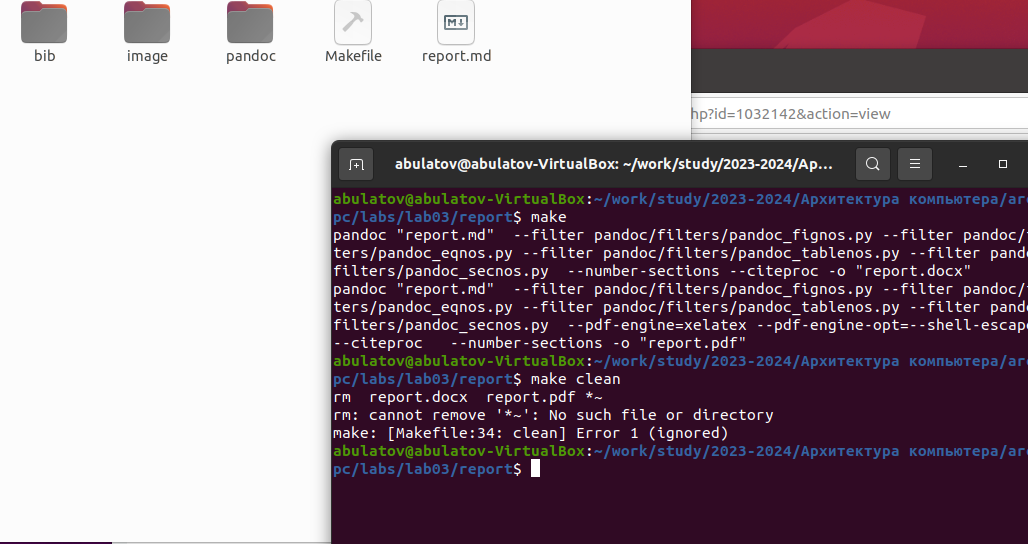 bib image pandoc Makefile report.md
M↓
hp?id=1032142&action=view
abulatov@abulatov-VirtualBox: ~/work/study/2023-2024/Ap...
abulatov@abulatov-VirtualBox:~/work/study/2023-2024/Архитектура компьютера/arc
pc/labs/lab03/report$ make
pandoc "report.md"  --filter pandoc/filters/pandoc_fignos.py --filter pandoc/f
ters/pandoc_eqnos.py --filter pandoc/filters/pandoc_tablenos.py --filter pando
filters/pandoc_secnos.py  --number-sections --citeproc -o "report.docx"
pandoc "report.md"  --filter pandoc/filters/pandoc_fignos.py --filter pandoc/f
ters/pandoc_eqnos.py --filter pandoc/filters/pandoc_tablenos.py --filter pando
filters/pandoc_secnos.py  --pdf-engine=xelatex --pdf-engine-opt=--shell-escape
--citeproc   --number-sections -o "report.pdf"
abulatov@abulatov-VirtualBox:~/work/study/2023-2024/Архитектура компьютера/arc
pc/labs/lab03/report$ make clean
rm  report.docx  report.pdf *~
rm: cannot remove '*~': No such file or directory
make: [Makefile:34: clean] Error 1 (ignored)
abulatov@abulatov-VirtualBox:~/work/study/2023-2024/Архитектура компьютера/arc
pc/labs/lab03/report$